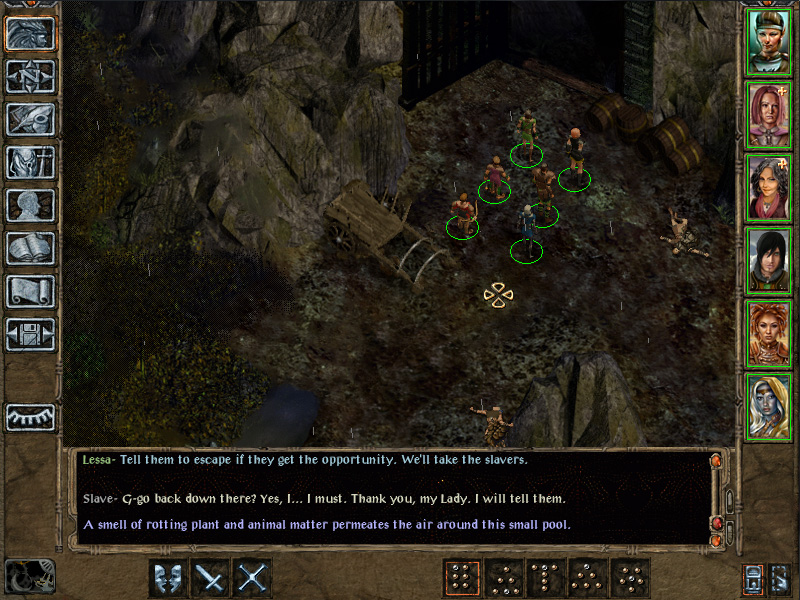 Lessa- Tell them to escape if they get the opportunity. We'll take the slavers.
Slave- G-go back down there? Yes, I... I must. Thank you, my Lady. I will tell them.
A smell of rotting plant and animal matter permeates the air around this small pool.